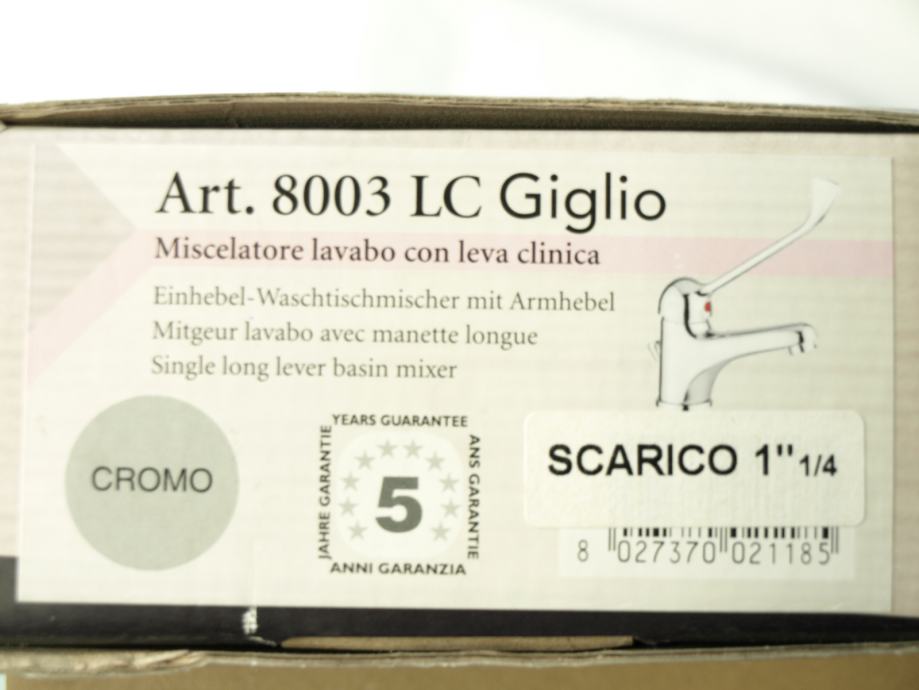 Art. 8003 LC Giglio
Miscelatore lavabo con leva clinica
Einhebel-Waschtischmischer mit Armhebel
Mitgeur lavabo avec manette longue
Single long lever basin mixer
CROMO
YEARS GUARANTEE
JAHRE GARANTIE
5
ANS GARANTIE
ANNI GARANZIA
SCARICO 1" 1/4
8 027370 021185